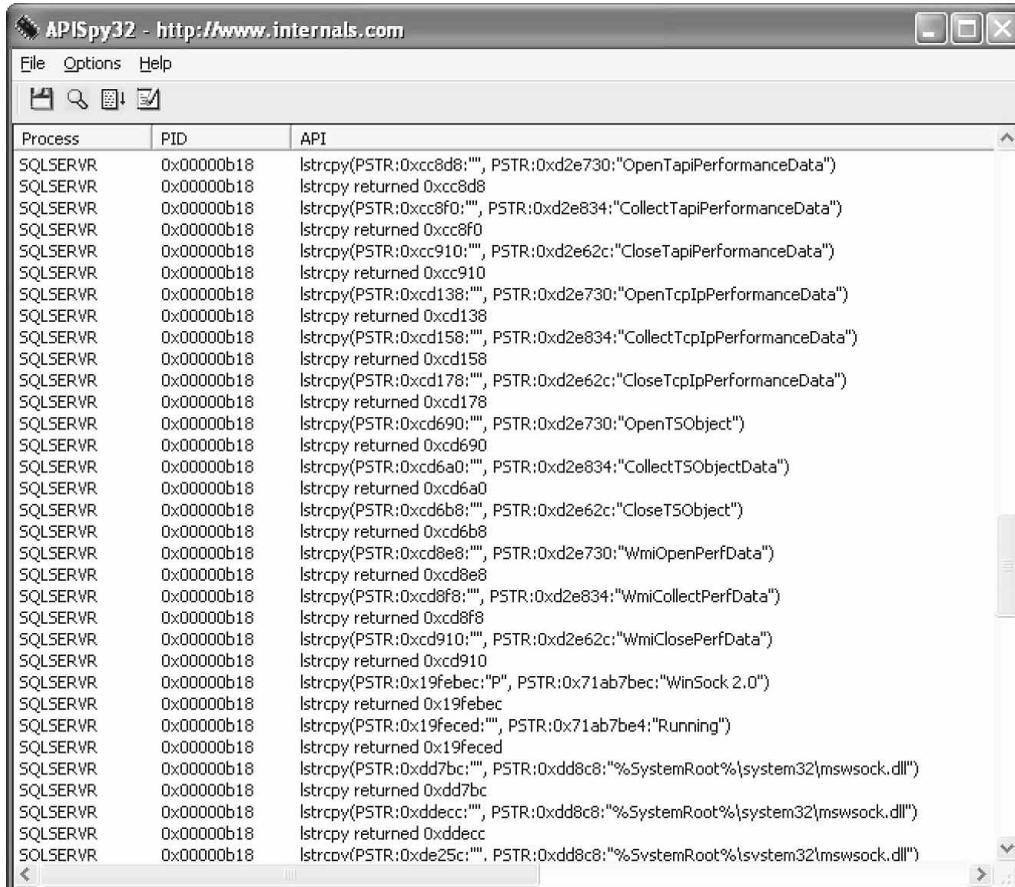 APISpy32 - http://www.internals.com
File Options Help
Process PID API
SQLSERVR 0x00000b18 lstrcpy(PSTR:0xcc8d8:"", PSTR:0xd2e730:"OpenTapiPerformanceData")
SQLSERVR 0x00000b18 lstrcpy returned 0xcc8d8
SQLSERVR 0x00000b18 lstrcpy(PSTR:0xcc8f0:"", PSTR:0xd2e834:"CollectTapiPerformanceData")
SQLSERVR 0x00000b18 lstrcpy returned 0xcc8f0
SQLSERVR 0x00000b18 lstrcpy(PSTR:0xcc910:"", PSTR:0xd2e62c:"CloseTapiPerformanceData")
SQLSERVR 0x00000b18 lstrcpy returned 0xcc910
SQLSERVR 0x00000b18 lstrcpy(PSTR:0xcd138:"", PSTR:0xd2e730:"OpenTcpIpPerformanceData")
SQLSERVR 0x00000b18 lstrcpy returned 0xcd138
SQLSERVR 0x00000b18 lstrcpy(PSTR:0xcd158:"", PSTR:0xd2e834:"CollectTcpIpPerformanceData")
SQLSERVR 0x00000b18 lstrcpy returned 0xcd158
SQLSERVR 0x00000b18 lstrcpy(PSTR:0xcd178:"", PSTR:0xd2e62c:"CloseTcpIpPerformanceData")
SQLSERVR 0x00000b18 lstrcpy returned 0xcd178
SQLSERVR 0x00000b18 lstrcpy(PSTR:0xcd690:"", PSTR:0xd2e730:"OpenTSObject")
SQLSERVR 0x00000b18 lstrcpy returned 0xcd690
SQLSERVR 0x00000b18 lstrcpy(PSTR:0xcd6a0:"", PSTR:0xd2e834:"CollectTSObjectData")
SQLSERVR 0x00000b18 lstrcpy returned 0xcd6a0
SQLSERVR 0x00000b18 lstrcpy(PSTR:0xcd6b8:"", PSTR:0xd2e62c:"CloseTSObject")
SQLSERVR 0x00000b18 lstrcpy returned 0xcd6b8
SQLSERVR 0x00000b18 lstrcpy(PSTR:0xcd8e8:"", PSTR:0xd2e730:"WmiOpenPerfData")
SQLSERVR 0x00000b18 lstrcpy returned 0xcd8e8
SQLSERVR 0x00000b18 lstrcpy(PSTR:0xcd8f8:"", PSTR:0xd2e834:"WmiCollectPerfData")
SQLSERVR 0x00000b18 lstrcpy returned 0xcd8f8
SQLSERVR 0x00000b18 lstrcpy(PSTR:0xcd910:"", PSTR:0xd2e62c:"WmiClosePerfData")
SQLSERVR 0x00000b18 lstrcpy returned 0xcd910
SQLSERVR 0x00000b18 lstrcpy(PSTR:0x19febec:"P", PSTR:0x71ab7bec:"WinSock 2.0")
SQLSERVR 0x00000b18 lstrcpy returned 0x19febec
SQLSERVR 0x00000b18 lstrcpy(PSTR:0x19feced:"", PSTR:0x71ab7be4:"Running")
SQLSERVR 0x00000b18 lstrcpy returned 0x19feced
SQLSERVR 0x00000b18 lstrcpy(PSTR:0xdd7bc:"", PSTR:0xdd8c8:"%SystemRoot%\system32\mswsock.dll")
SQLSERVR 0x00000b18 lstrcpy returned 0xdd7bc
SQLSERVR 0x00000b18 lstrcpy(PSTR:0xddecc:"", PSTR:0xdd8c8:"%SystemRoot%\system32\mswsock.dll")
SQLSERVR 0x00000b18 lstrcpy returned 0xddecc
SQLSERVR 0x00000b18 lstrcpy(PSTR:0xde25c:"", PSTR:0xdd8c8:"%SystemRoot%\system32\mswsock.dll")